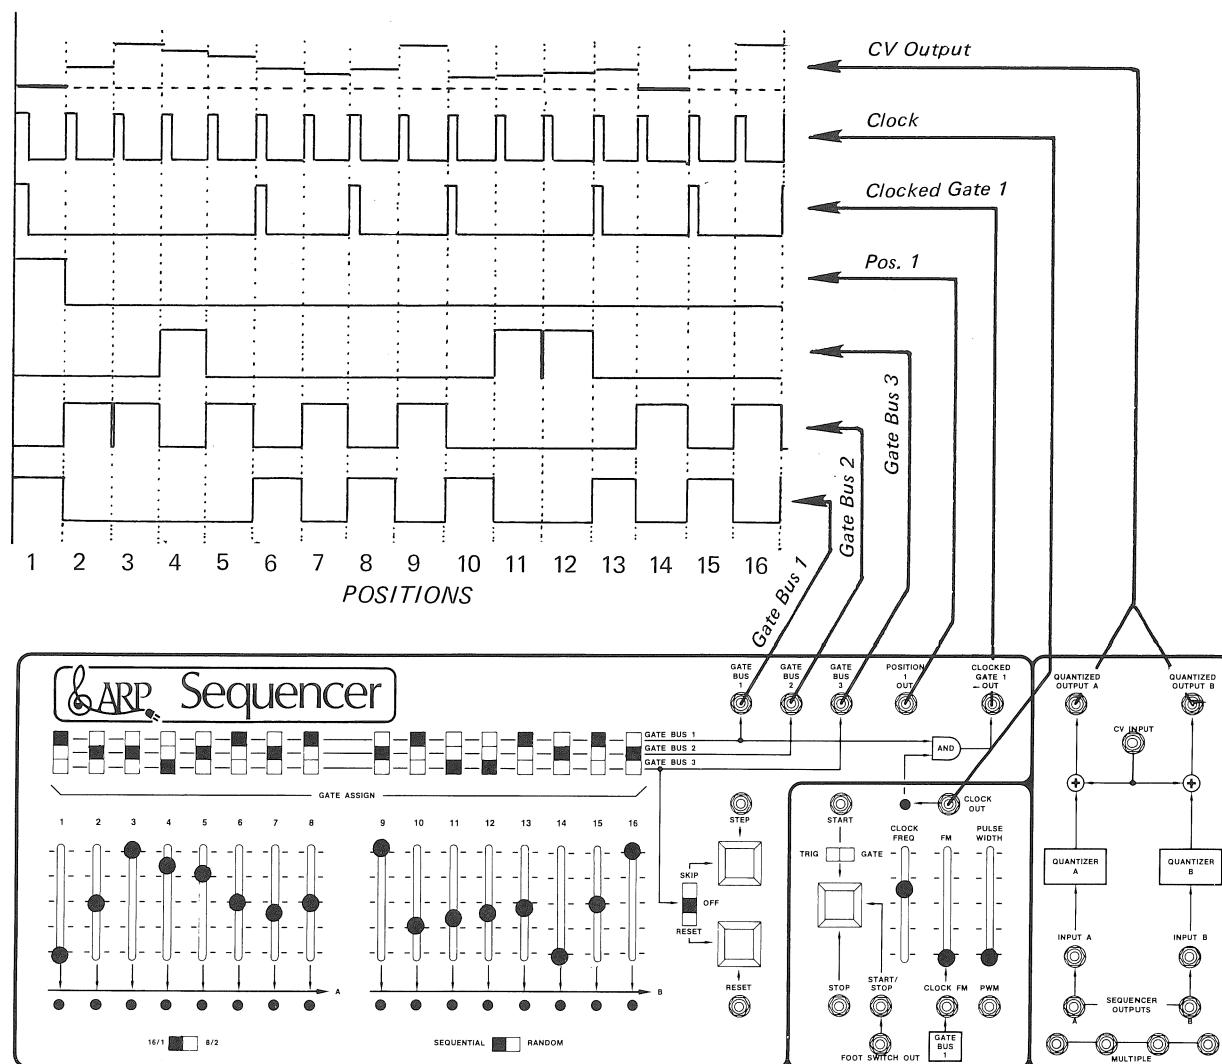 CV Output
Clock
Clocked Gate 1
Pos. 1
Gate Bus 3
Gate Bus 2
Gate Bus 1
1 2 3 4 5 6 7 8 9 10 11 12 13 14 15 16
POSITIONS
ARP Sequencer
GATE BUS 1
GATE BUS 2
GATE BUS 3
POSITION 1 OUT
CLOCKED GATE 1 OUT
QUANTIZED OUTPUT A
QUANTIZED OUTPUT B
GATE BUS 1
GATE BUS 2
GATE BUS 3
AND
CV INPUT
GATE ASSIGN
1 2 3 4 5 6 7 8 9 10 11 12 13 14 15 16
STEP
START
CLOCK OUT
TRIG GATE
CLOCK FREQ
FM
PULSE WIDTH
SKIP
OFF
RESET
QUANTIZER A
QUANTIZER B
INPUT A
INPUT B
A
B
RESET
STOP
START/STOP
CLOCK FM
PWM
SEQUENCER OUTPUTS
A
B
16/1 8/2
SEQUENTIAL RANDOM
GATE BUS 1
FOOT SWITCH OUT
MULTIPLE